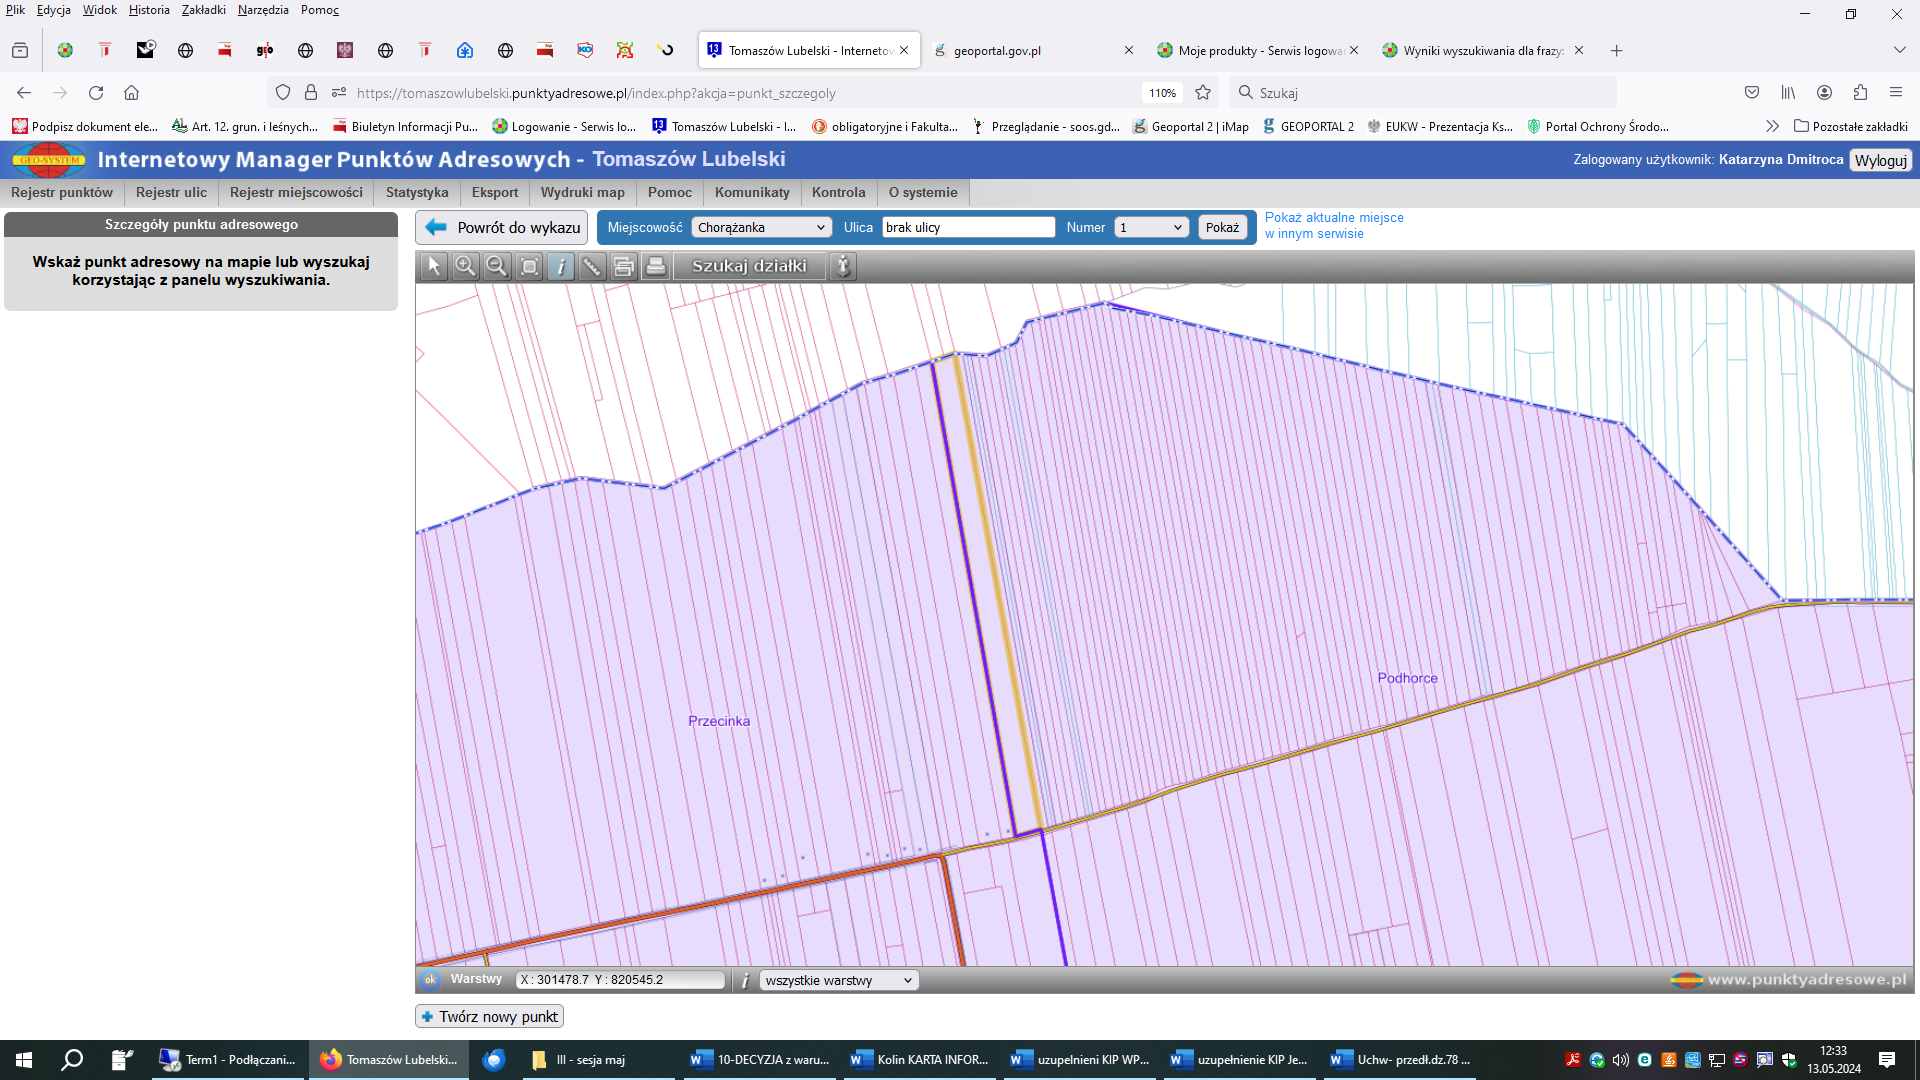 Plik Edycja Widok Historia Zakładki Narzędzia Pomoc
Tomaszów Lubelski - Internetow
geoportal.gov.pl
Moje produkty - Serwis logowa
Wyniki wyszukiwania dla frazy:
https://tomaszowlubelski.punktyadresowe.pl/index.php?akcja=punkt_szczegoly
110%
Szukaj
Podpisz dokument ele...
Art. 12. grun. i leśnych...
Biuletyn Informacji Pu...
Logowanie - Serwis lo...
Tomaszów Lubelski - I...
obligatoryjne i Fakulta...
Przeglądanie - soos.gd...
Geoportal 2 | iMap
GEOPORTAL 2
EUKW - Prezentacja Ks...
Portal Ochrony Środo...
Pozostałe zakładki
GEO-SYSTEM
Internetowy Manager Punktów Adresowych - Tomaszów Lubelski
Zalogowany użytkownik: Katarzyna Dmitroca
Wyloguj
Rejestr punktów Rejestr ulic Rejestr miejscowości Statystyka Eksport Wydruki map Pomoc Komunikaty Kontrola O systemie
Szczegóły punktu adresowego
Wskaż punkt adresowy na mapie lub wyszukaj
korzystając z panelu wyszukiwania.
Powrót do wykazu
Miejscowość Chorążanka Ulica brak ulicy Numer 1 Pokaż
Pokaż aktualne miejsce
w innym serwisie
Szukaj działki
Podhorce
Przecinka
ok Warstwy X : 301478.7 Y : 820545.2 i wszystkie warstwy
www.punktyadresowe.pl
Twórz nowy punkt
Term1 - Podłączani...
Tomaszów Lubelski...
III - sesja maj
10-DECYZJA z waru...
Kolin KARTA INFOR...
uzupelnieni KIP WP...
uzupełnienie KIP Je...
Uchw- przedł.dz.78 ...
12:33
13.05.2024